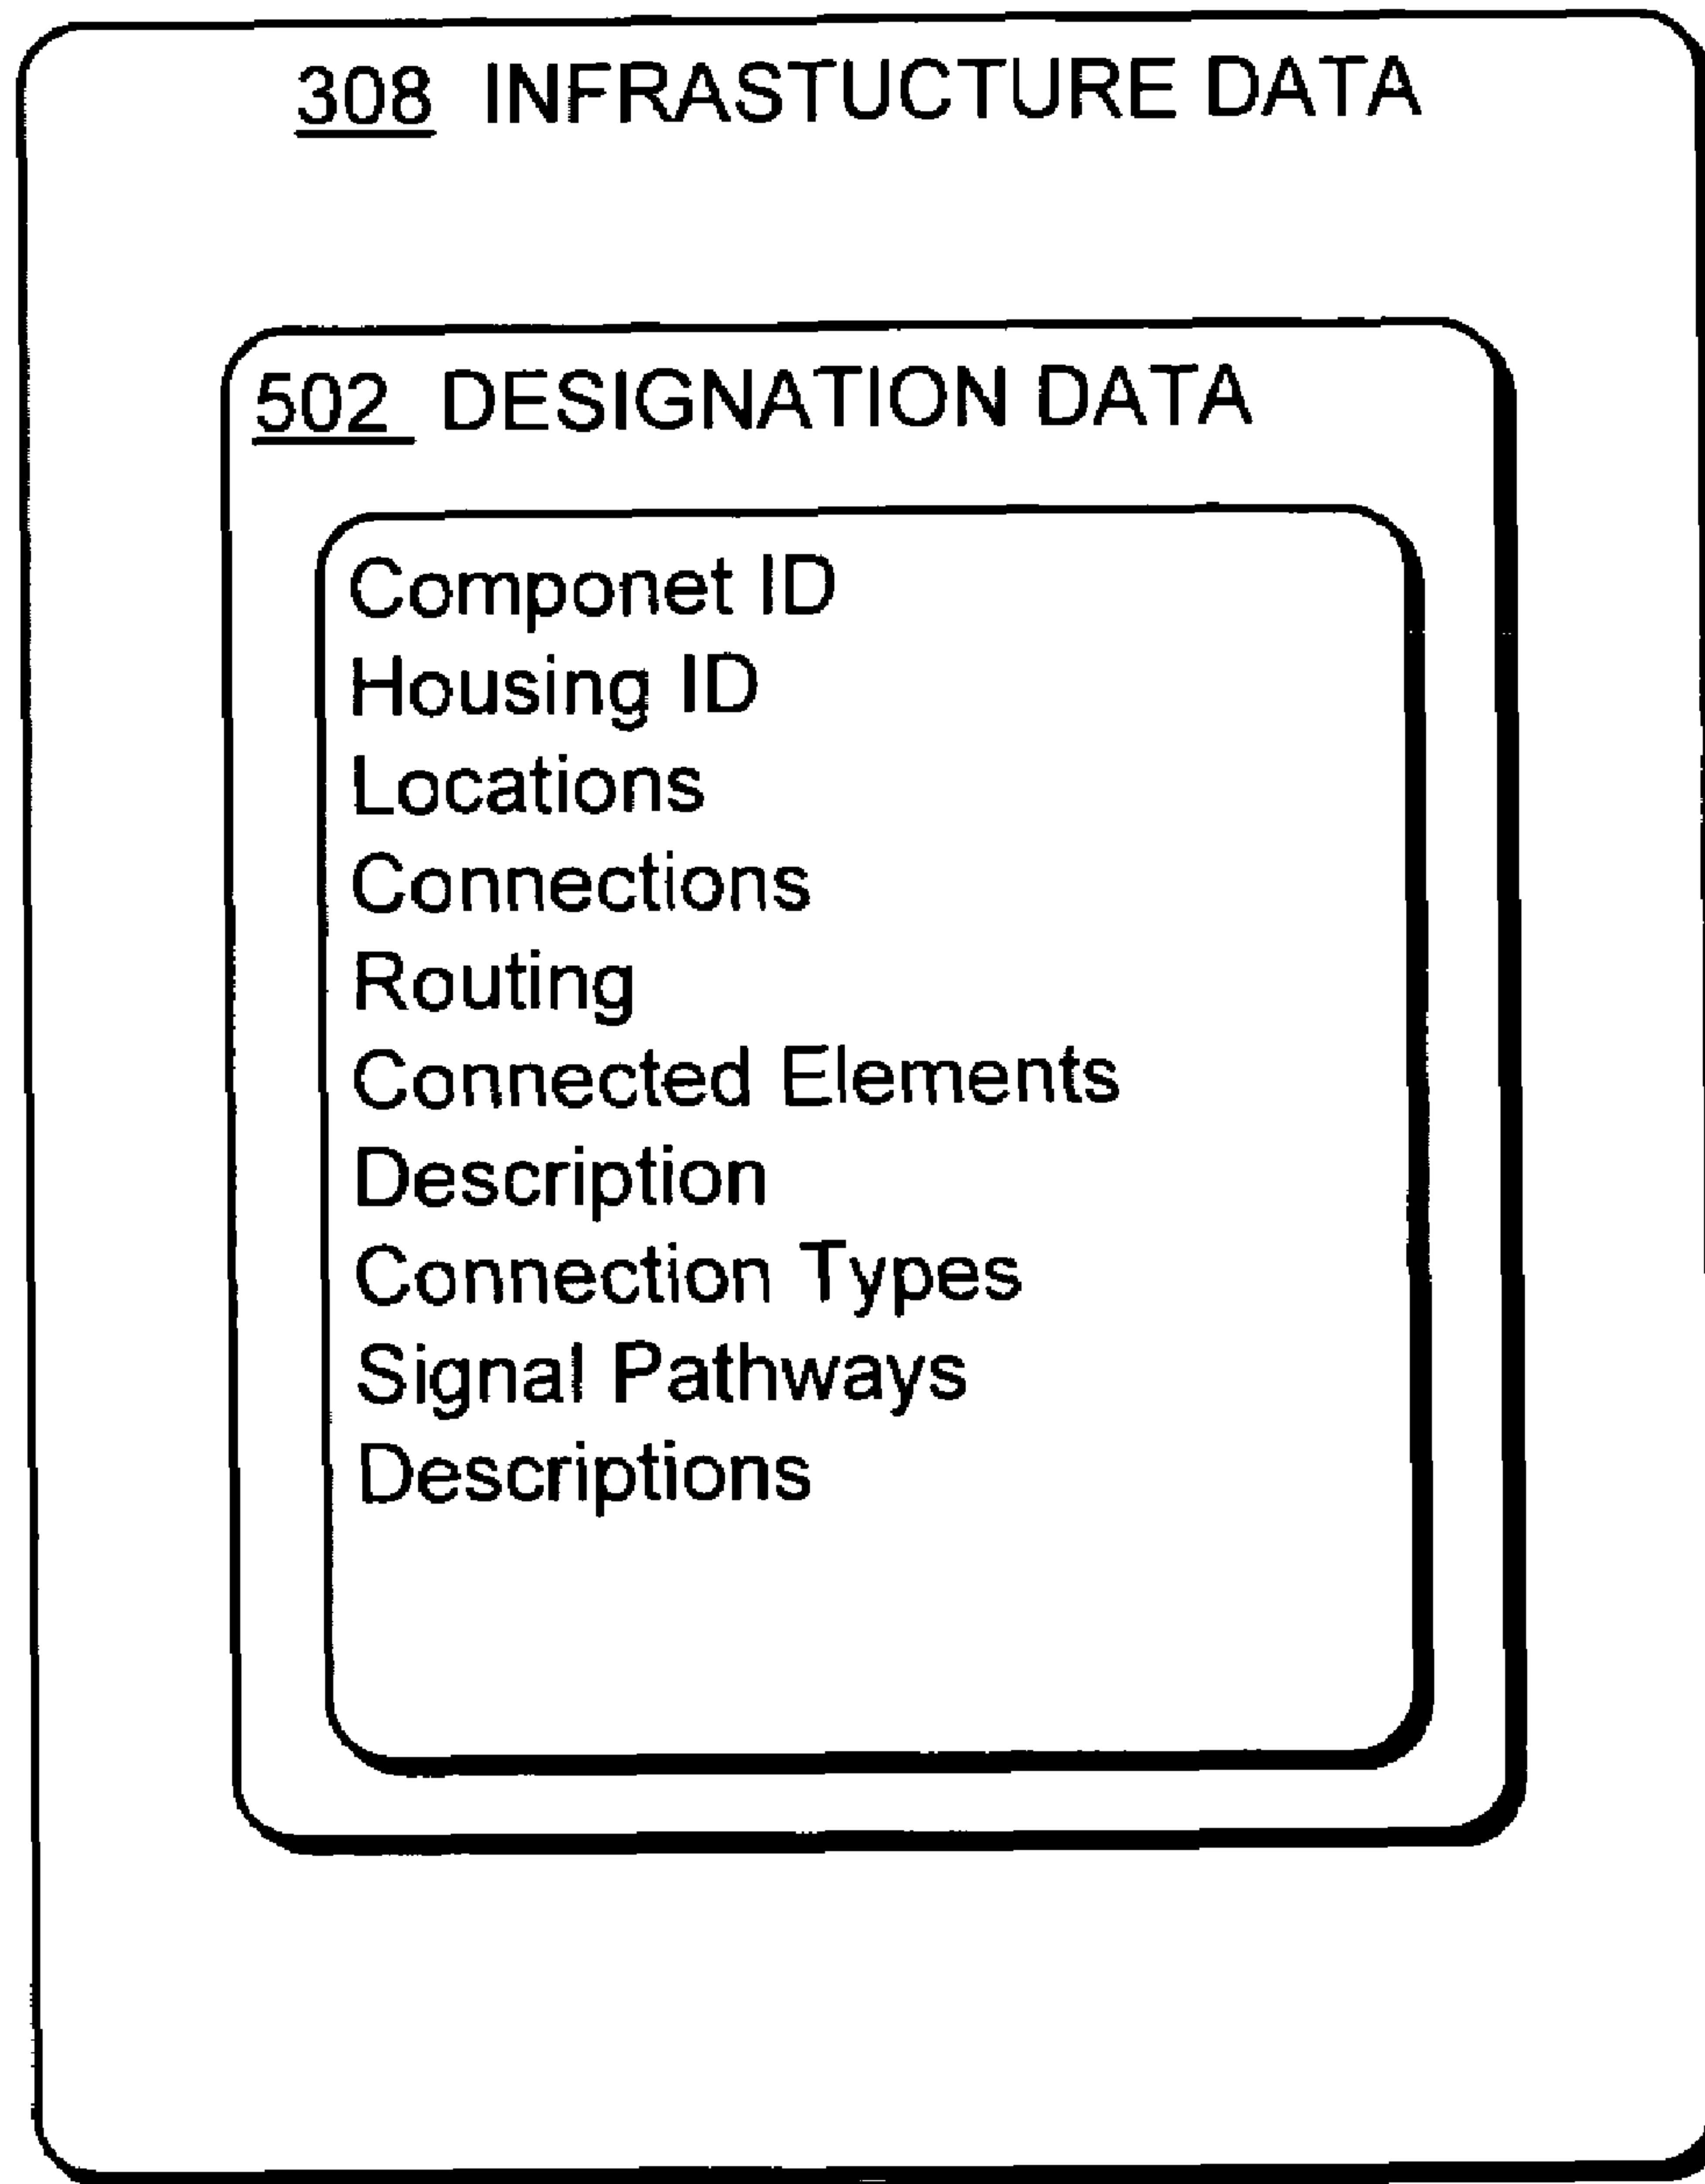 308 INFRASTUCTURE DATA
502 DESIGNATION DATA
Componet ID
Housing ID
Locations
Connections
Routing
Connected Elements
Description
Connection Types
Signal Pathways
Descriptions